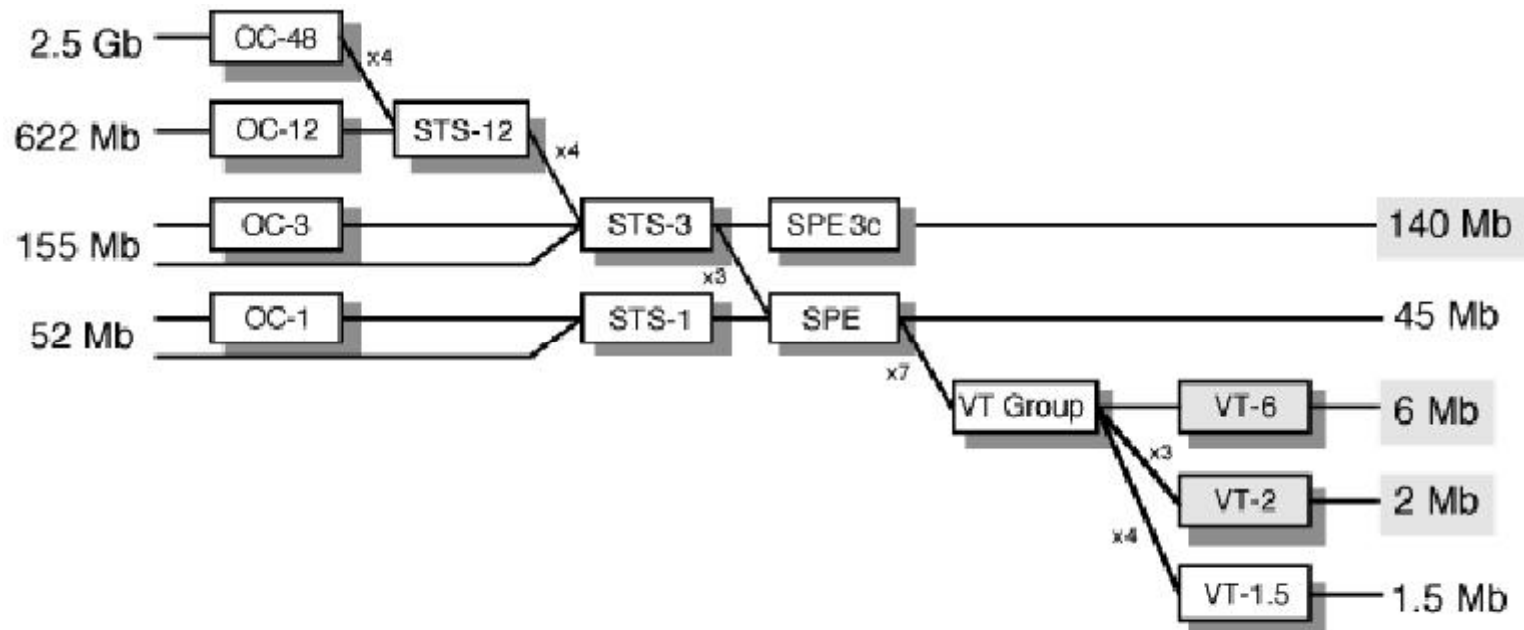 2.5 Gb OC-48 x4
622 Mb OC-12 STS-12 x4
155 Mb OC-3 STS-3 SPE 3c 140 Mb
x3
52 Mb OC-1 STS-1 SPE 45 Mb
x7
VT Group VT-6 6 Mb
x3
VT-2 2 Mb
x4
VT-1.5 1.5 Mb